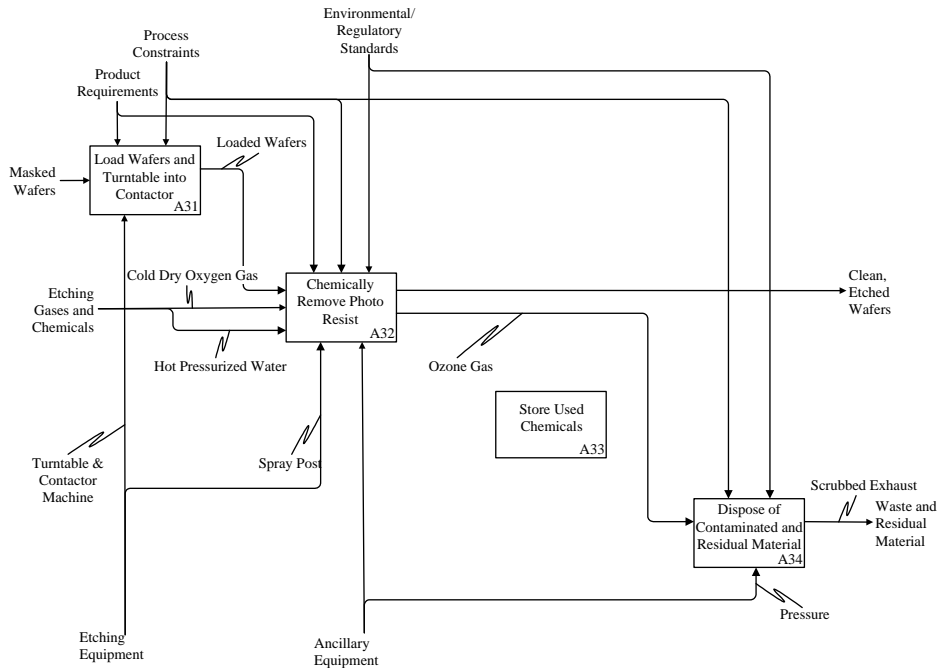 Environmental/
Regulatory
Standards
Process
Constraints
Product
Requirements
Loaded Wafers
Load Wafers and
Turntable into
Contactor
A31
Masked
Wafers
Cold Dry Oxygen Gas
Chemically
Remove Photo
Resist
A32
Clean,
Etched
Wafers
Etching
Gases and
Chemicals
Hot Pressurized Water
Ozone Gas
Store Used
Chemicals
A33
Turntable &
Contactor
Machine
Spray Post
Scrubbed Exhaust
Dispose of
Contaminated and
Residual Material
A34
Waste and
Residual
Material
Pressure
Etching
Equipment
Ancillary
Equipment